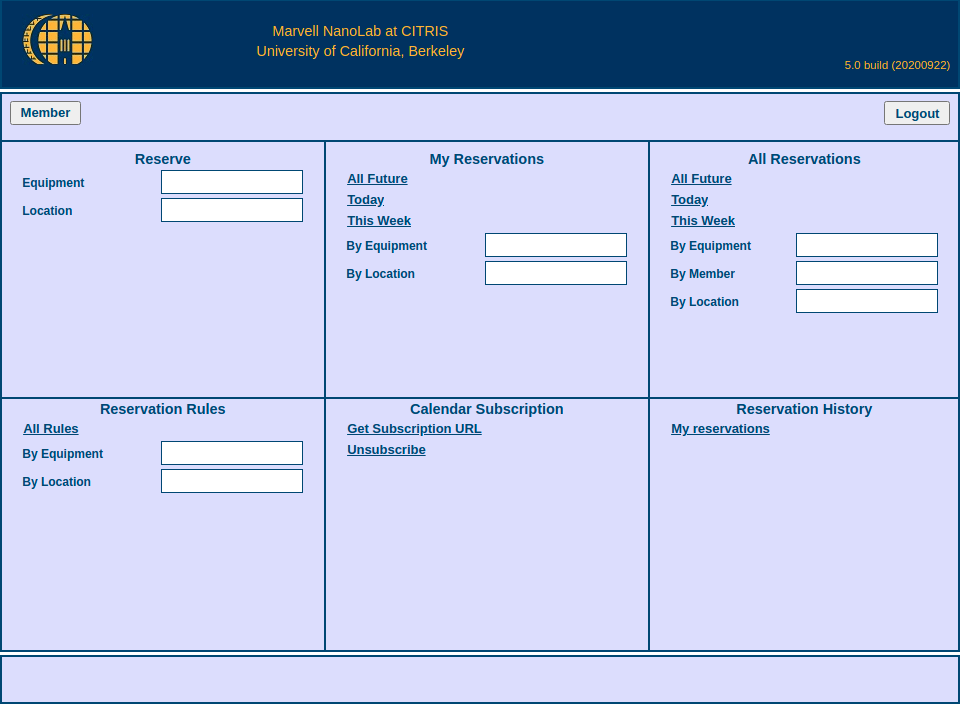 Marvell NanoLab at CITRIS
University of California, Berkeley
5.0 build (20200922)
Member
Logout
Reserve
Equipment
Location
My Reservations
All Future
Today
This Week
By Equipment
By Location
All Reservations
All Future
Today
This Week
By Equipment
By Member
By Location
Reservation Rules
All Rules
By Equipment
By Location
Calendar Subscription
Get Subscription URL
Unsubscribe
Reservation History
My reservations